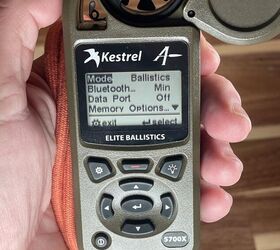 Kestrel A
Mode Ballistics
Bluetooth... Min
Data Port Off
Memory Options...
exit select
ELITE BALLISTICS
5700X